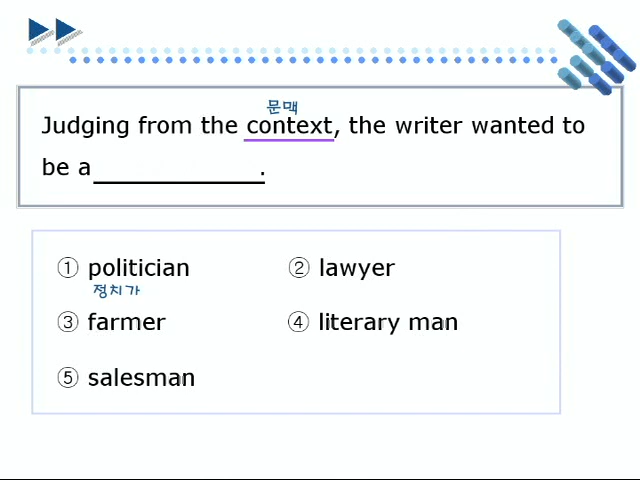 문맥
Judging from the context, the writer wanted to
be a____________.
① politician ② lawyer
정치가
③ farmer ④ literary man
⑤ salesman